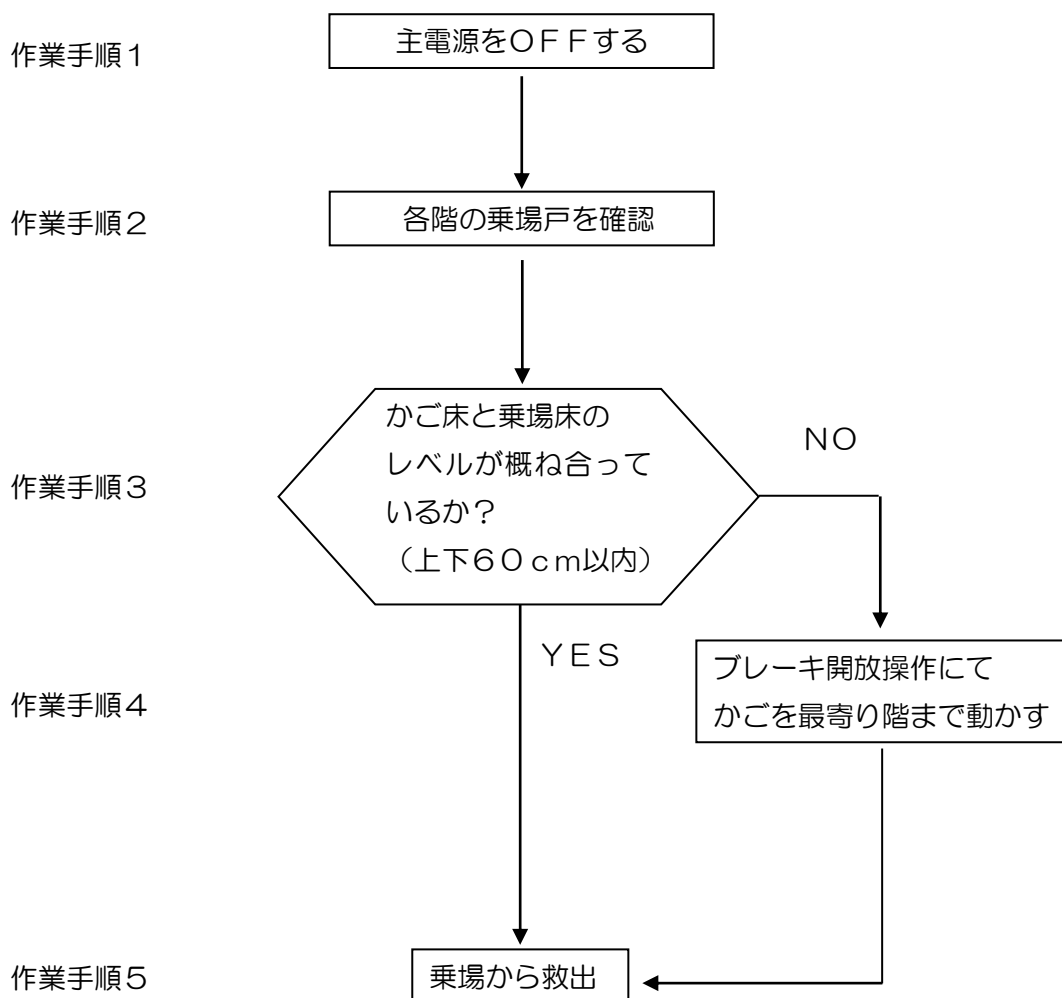 作業手順１
主電源をＯＦＦする
作業手順２
各階の乗場戸を確認
作業手順３
かご床と乗場床の
レベルが概ね合って
いるか？
（上下６０ｃｍ以内）
ＮＯ
ＹＥＳ
作業手順４
ブレーキ開放操作にて
かごを最寄り階まで動かす
作業手順５
乗場から救出